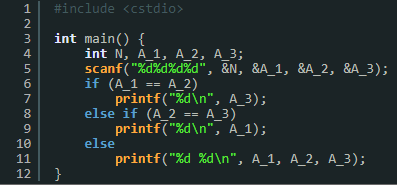 1 #include <cstdio>
2
3 int main() {
4 int N, A_1, A_2, A_3;
5 scanf("%d%d%d%d", &N, &A_1, &A_2, &A_3);
6 if (A_1 == A_2)
7 printf("%d\n", A_3);
8 else if (A_2 == A_3)
9 printf("%d\n", A_1);
10 else
11 printf("%d %d\n", A_1, A_2, A_3);
12 }